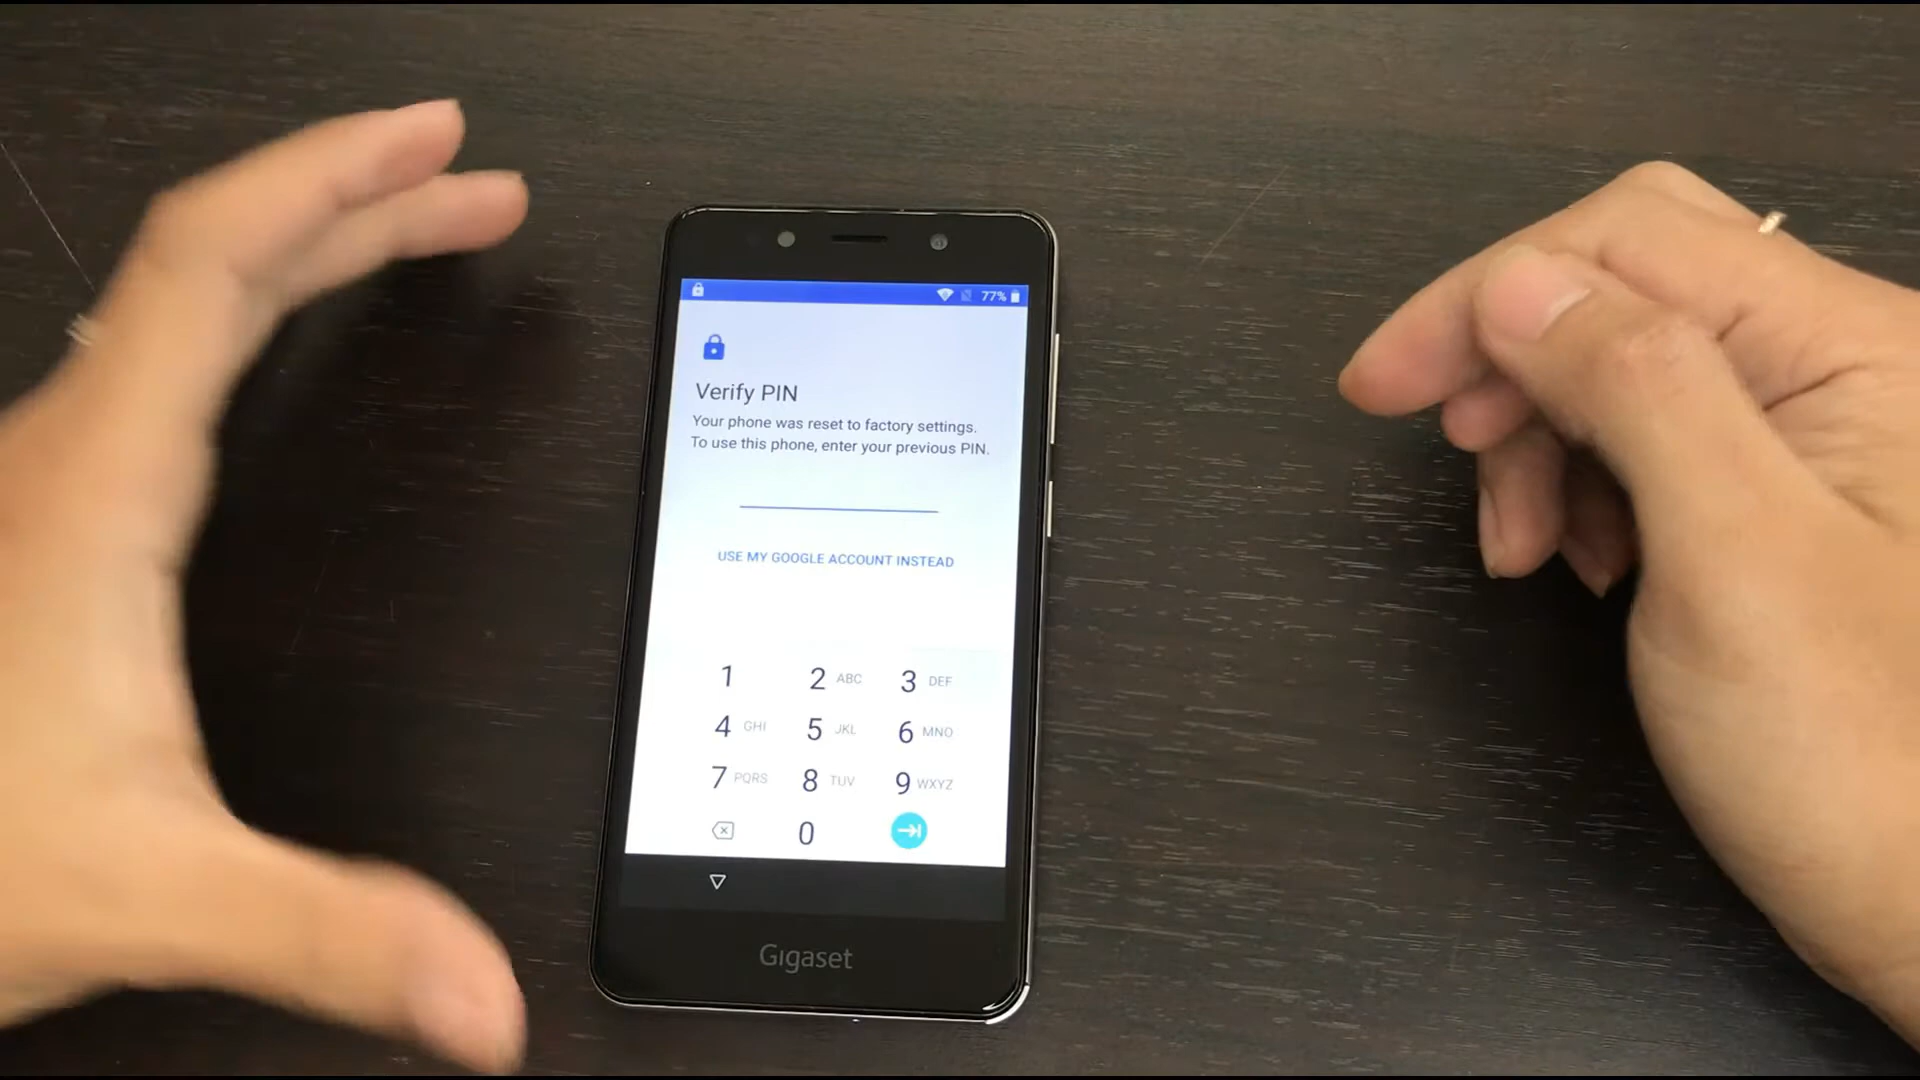 77%
Verify PIN
Your phone was reset to factory settings.
To use this phone, enter your previous PIN.
USE MY GOOGLE ACCOUNT INSTEAD
1 2 ABC 3 DEF
4 GHI 5 JKL 6 MNO
7 PQRS 8 TUV 9 WXYZ
0
Gigaset